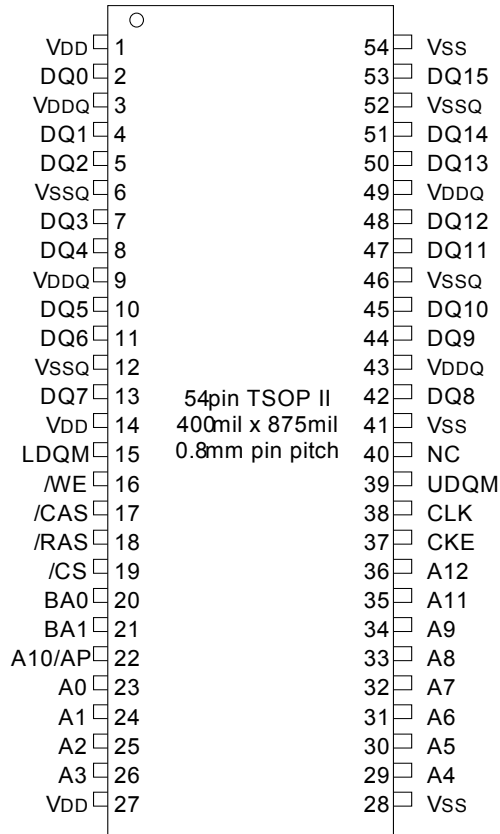 VDD 1 54 VSS
DQ0 2 53 DQ15
VDDQ 3 52 VSSQ
DQ1 4 51 DQ14
DQ2 5 50 DQ13
VSSQ 6 49 VDDQ
DQ3 7 48 DQ12
DQ4 8 47 DQ11
VDDQ 9 46 VSSQ
DQ5 10 45 DQ10
DQ6 11 44 DQ9
VSSQ 12 43 VDDQ
DQ7 13 54pin TSOP II 42 DQ8
VDD 14 400mil x 875mil 41 VSS
LDQM 15 0.8mm pin pitch 40 NC
/WE 16 39 UDQM
/CAS 17 38 CLK
/RAS 18 37 CKE
/CS 19 36 A12
BA0 20 35 A11
BA1 21 34 A9
A10/AP 22 33 A8
A0 23 32 A7
A1 24 31 A6
A2 25 30 A5
A3 26 29 A4
VDD 27 28 VSS